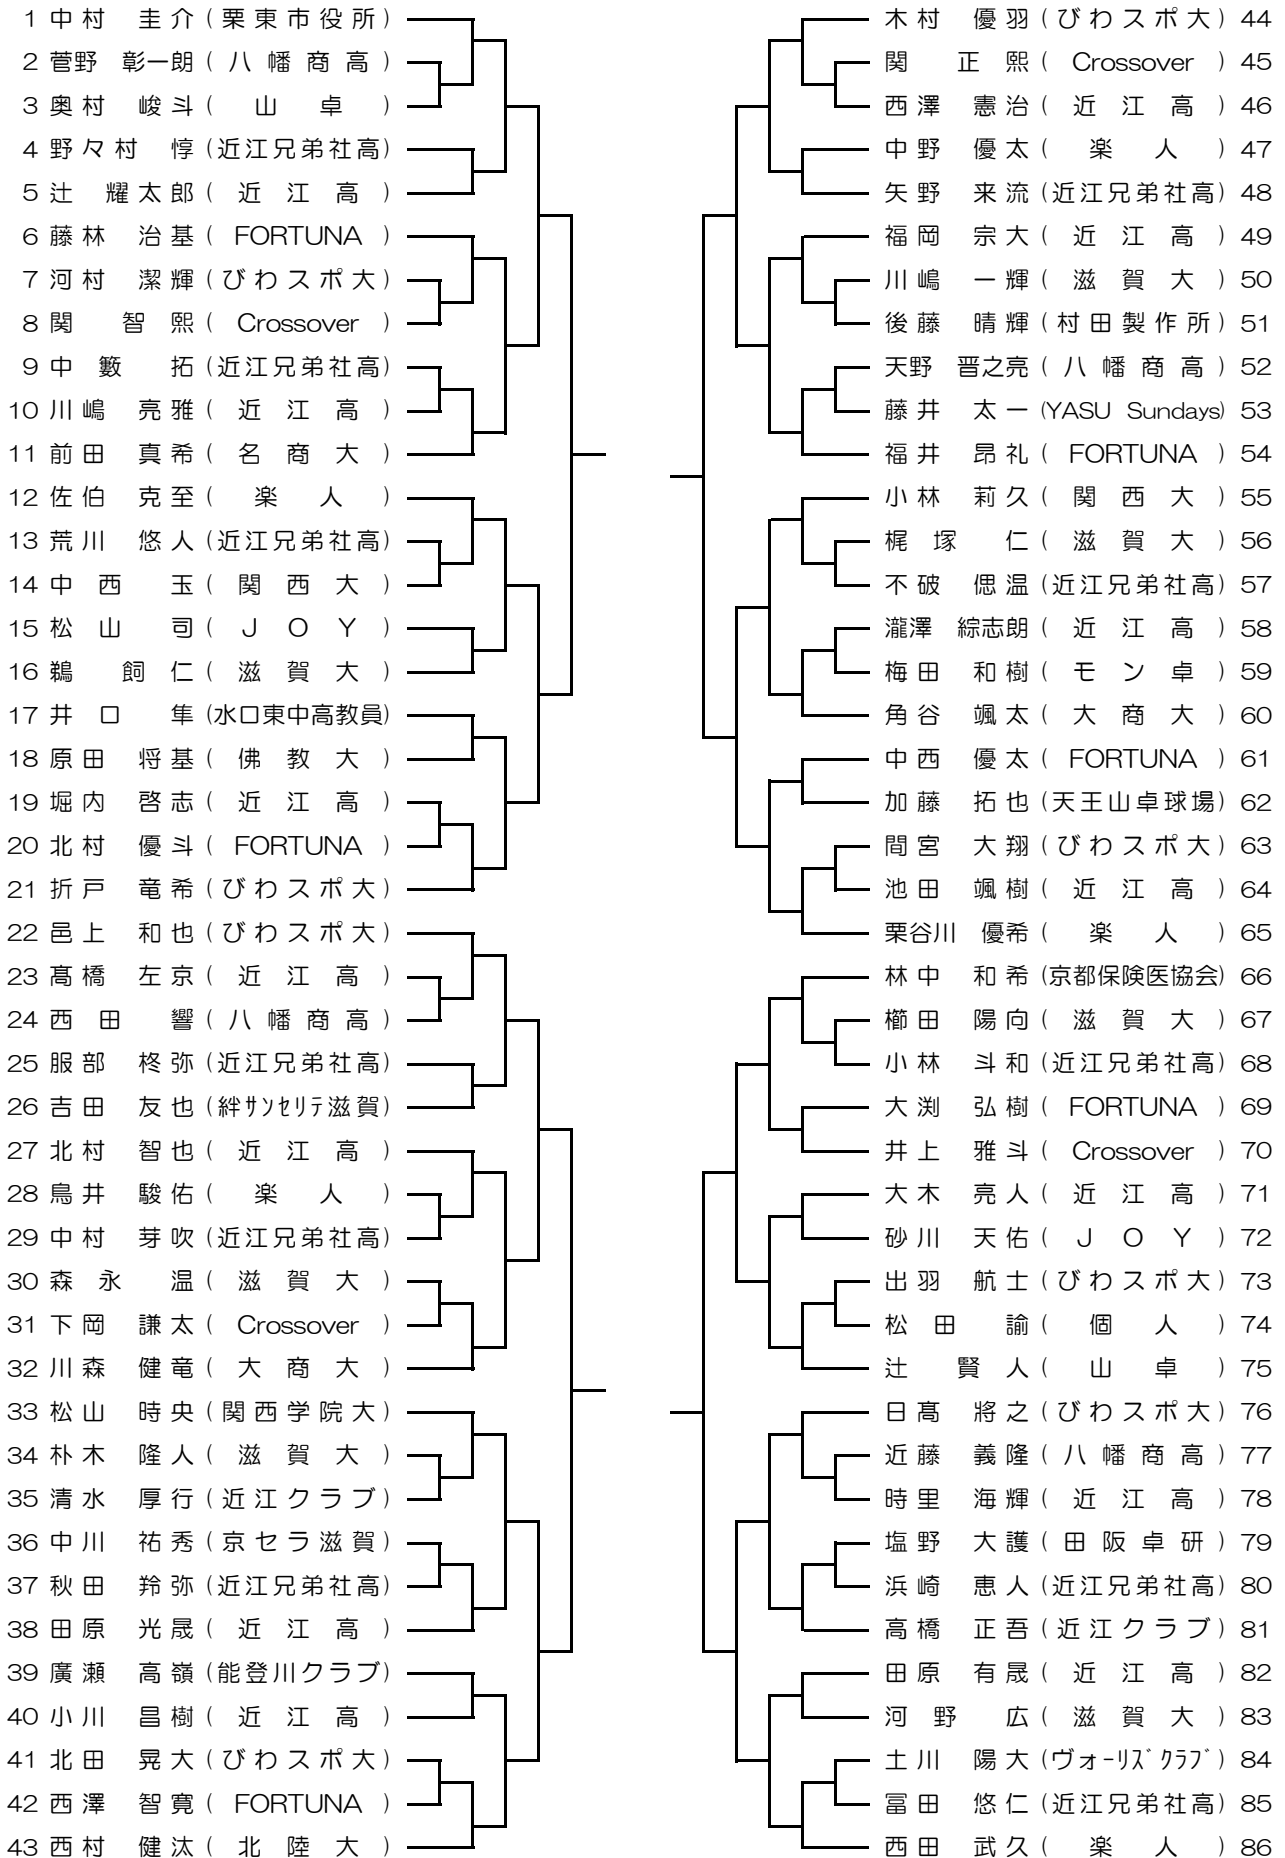 1 中村 圭介 (栗東市役所)
2 菅野 彰一朗 (八幡商高)
3 奥村 峻斗 (山卓)
4 野々村 惇 (近江兄弟社高)
5 辻 耀太郎 (近江高)
6 藤林 治基 (FORTUNA)
7 河村 潔輝 (びわスポ大)
8 関 智熙 (Crossover)
9 中籔 拓 (近江兄弟社高)
10 川嶋 亮雅 (近江高)
11 前田 真希 (名商大)
12 佐伯 克至 (楽人)
13 荒川 悠人 (近江兄弟社高)
14 中西 玉 (関西大)
15 松山 司 (JOY)
16 鵜飼 仁 (滋賀大)
17 井口 隼 (水口東中高教員)
18 原田 将基 (佛教大)
19 堀内 啓志 (近江高)
20 北村 優斗 (FORTUNA)
21 折戸 竜希 (びわスポ大)
22 邑上 和也 (びわスポ大)
23 髙橋 左京 (近江高)
24 西田 響 (八幡商高)
25 服部 柊弥 (近江兄弟社高)
26 吉田 友也 (絆ｻﾝｾﾘﾃ滋賀)
27 北村 智也 (近江高)
28 鳥井 駿佑 (楽人)
29 中村 芽吹 (近江兄弟社高)
30 森永 温 (滋賀大)
31 下岡 謙太 (Crossover)
32 川森 健竜 (大商大)
33 松山 時央 (関西学院大)
34 朴木 隆人 (滋賀大)
35 清水 厚行 (近江クラブ)
36 中川 祐秀 (京セラ滋賀)
37 秋田 羚弥 (近江兄弟社高)
38 田原 光晟 (近江高)
39 廣瀬 高嶺 (能登川クラブ)
40 小川 昌樹 (近江高)
41 北田 晃大 (びわスポ大)
42 西澤 智寛 (FORTUNA)
43 西村 健汰 (北陸大)
木村 優羽 (びわスポ大) 44
関 正熙 (Crossover) 45
西澤 憲治 (近江高) 46
中野 優太 (楽人) 47
矢野 来流 (近江兄弟社高) 48
福岡 宗大 (近江高) 49
川嶋 一輝 (滋賀大) 50
後藤 晴輝 (村田製作所) 51
天野 晋之亮 (八幡商高) 52
藤井 太一 (YASU Sundays) 53
福井 昂礼 (FORTUNA) 54
小林 莉久 (関西大) 55
梶塚 仁 (滋賀大) 56
不破 偲温 (近江兄弟社高) 57
瀧澤 綜志朗 (近江高) 58
梅田 和樹 (モン卓) 59
角谷 颯太 (大商大) 60
中西 優太 (FORTUNA) 61
加藤 拓也 (天王山卓球場) 62
間宮 大翔 (びわスポ大) 63
池田 颯樹 (近江高) 64
栗谷川 優希 (楽人) 65
林中 和希 (京都保険医協会) 66
櫛田 陽向 (滋賀大) 67
小林 斗和 (近江兄弟社高) 68
大渕 弘樹 (FORTUNA) 69
井上 雅斗 (Crossover) 70
大木 亮人 (近江高) 71
砂川 天佑 (JOY) 72
出羽 航士 (びわスポ大) 73
松田 諭 (個人) 74
辻 賢人 (山卓) 75
日髙 將之 (びわスポ大) 76
近藤 義隆 (八幡商高) 77
時里 海輝 (近江高) 78
塩野 大護 (田阪卓研) 79
浜崎 恵人 (近江兄弟社高) 80
高橋 正吾 (近江クラブ) 81
田原 有晟 (近江高) 82
河野 広 (滋賀大) 83
土川 陽大 (ヴォｰﾘｽﾞｸﾗﾌﾞ) 84
冨田 悠仁 (近江兄弟社高) 85
西田 武久 (楽人) 86